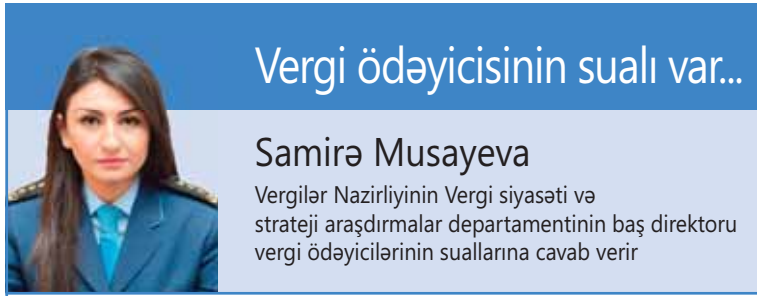 Vergi ödəyicisinin sualı var...
Samirə Musayeva
Vergilər Nazirliyinin Vergi siyasəti və
strateji araşdırmalar departamentinin baş direktoru
vergi ödəyicilərinin suallarına cavab verir